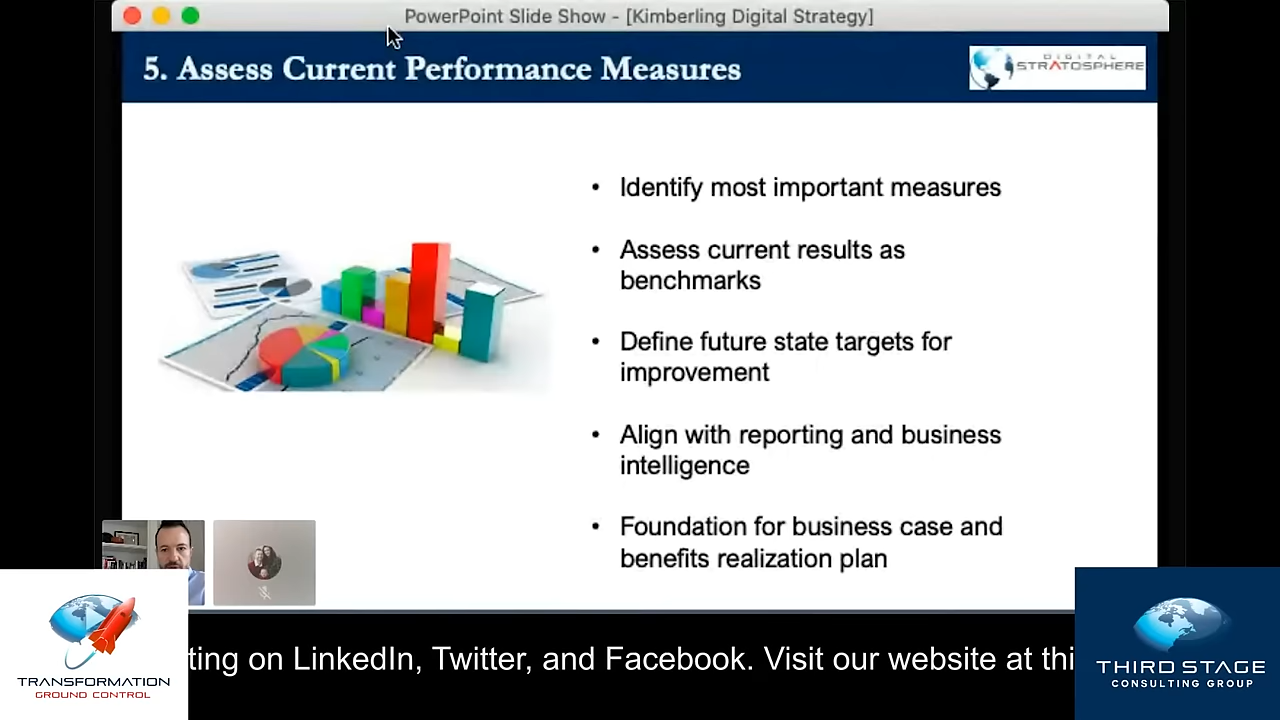 PowerPoint Slide Show - [Kimberling Digital Strategy]
5. Assess Current Performance Measures
DIGITAL
STRATOSPHERE
• Identify most important measures
• Assess current results as
benchmarks
• Define future state targets for
improvement
• Align with reporting and business
intelligence
• Foundation for business case and
benefits realization plan
TRANSFORMATION
GROUND CONTROL
ting on LinkedIn, Twitter, and Facebook. Visit our website at thi
THIRD STAGE
CONSULTING GROUP